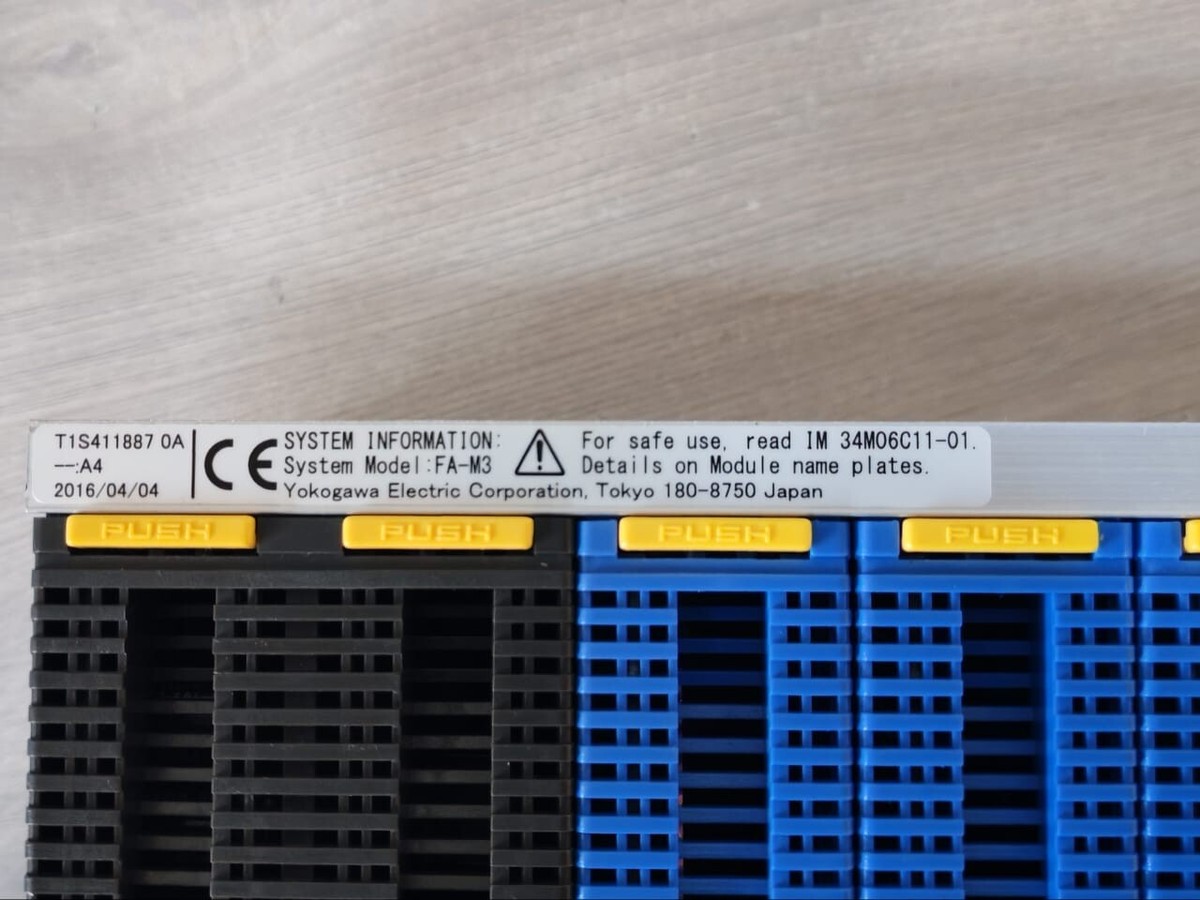 T1S411887 0A
--:A4
2016/04/04
CE
SYSTEM INFORMATION:
System Model:FA-M3
Yokogawa Electric Corporation, Tokyo 180-8750 Japan
For safe use, read IM 34M06C11-01.
Details on Module name plates.
PUSH
PUSH
PUSH
PUSH